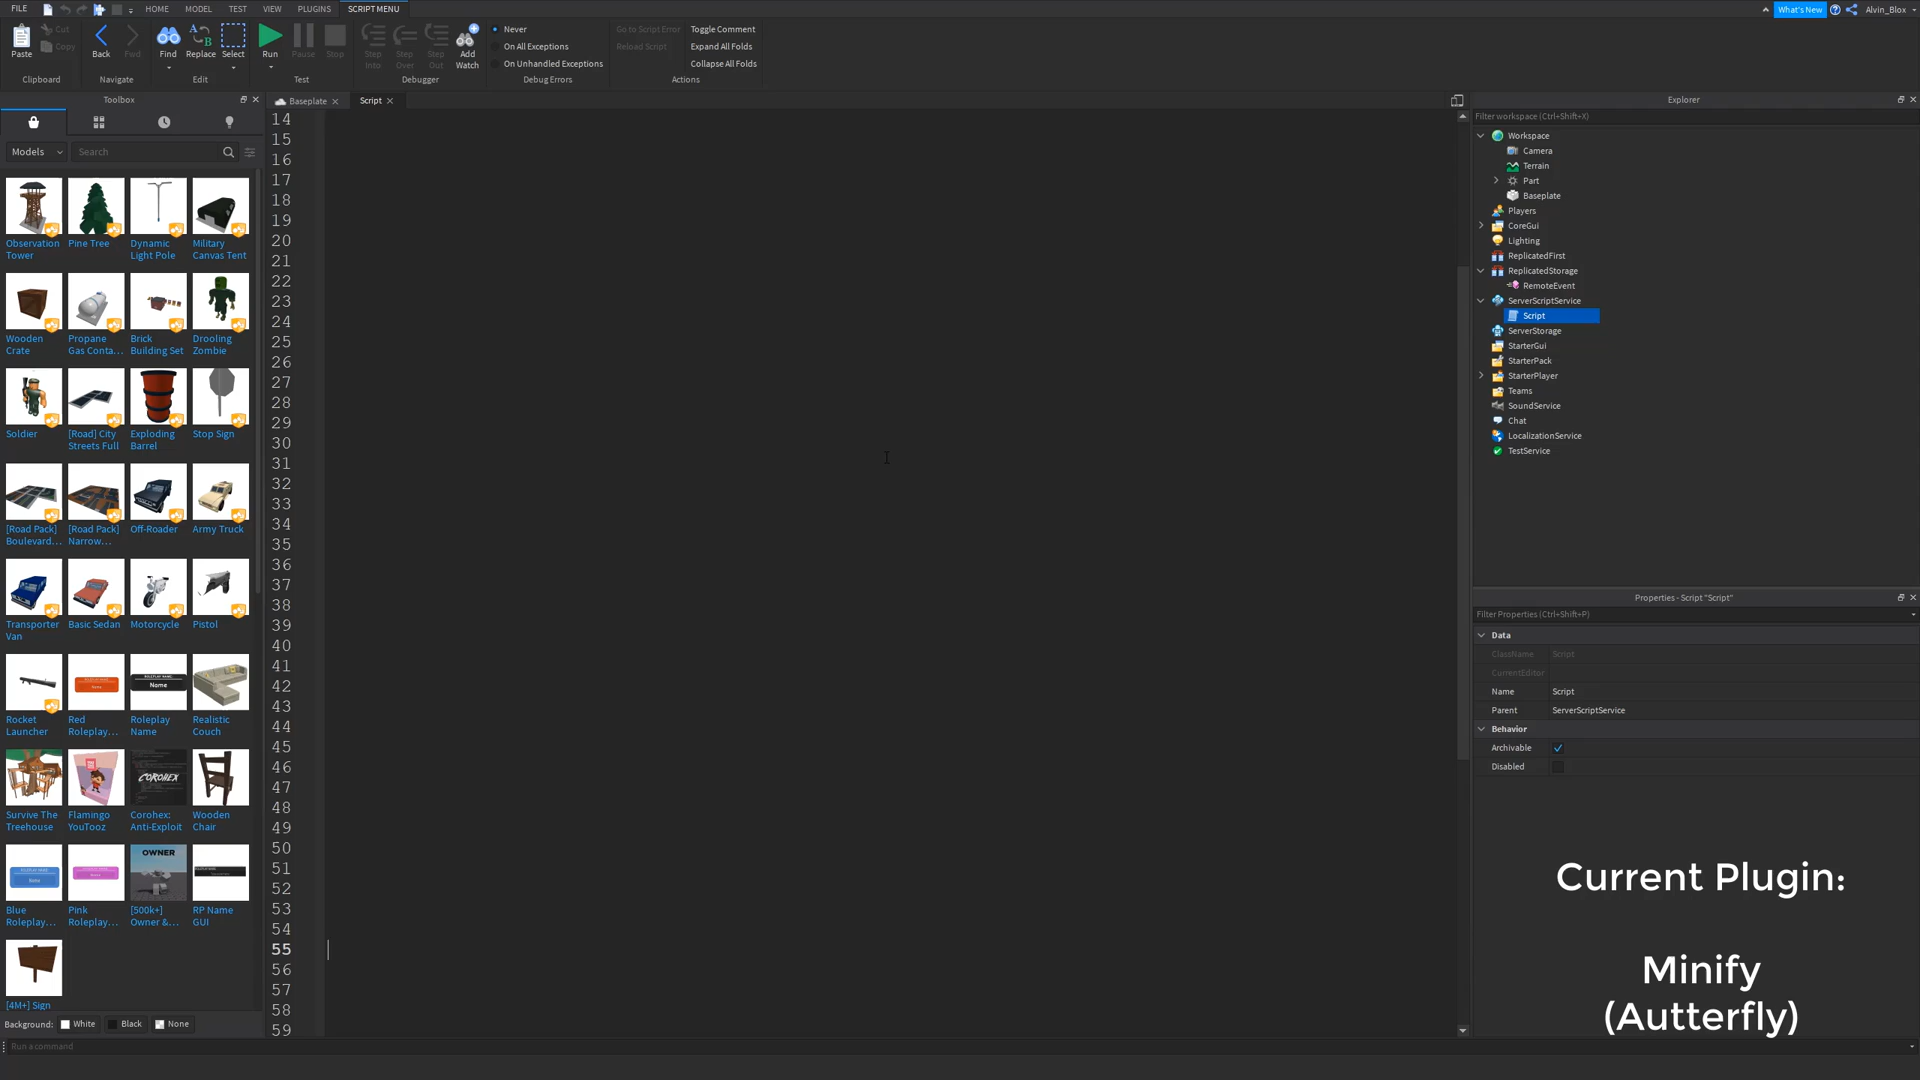 FILE HOME MODEL TEST VIEW PLUGINS SCRIPT MENU What's New Alvin_Blox
Paste Cut Copy
Clipboard
Back Find
Navigate
Find Replace Select
Edit
Run Pause Stop
Test
Step Into Step Over Step Out Add Watch
Debugger
Never
On All Exceptions
On Unhandled Exceptions
Debug Errors
Go to Script Error
Reload Script
Toggle Comment
Expand All Folds
Collapse All Folds
Actions
Toolbox
Models Search
Observation Tower
Pine Tree
Dynamic Light Pole
Military Canvas Tent
Wooden Crate
Propane Gas Conta...
Brick Building Set
Drooling Zombie
Soldier
[Road] City Streets Full
Exploding Barrel
Stop Sign
[Road Pack] Boulevard...
[Road Pack] Narrow...
Off-Roader
Army Truck
Transporter Van
Basic Sedan
Motorcycle
Pistol
Rocket Launcher
Red Roleplay...
Name
Roleplay Name
Realistic Couch
Survive The Treehouse
Flamingo YouTooz
COROHEX
Corohex: Anti-Exploit
Wooden Chair
Blue Roleplay...
Pink Roleplay...
OWNER
[500k+] Owner &...
RP Name GUI
[4M+] Sign
Background: White Black None
Run a command
Baseplate Script
14
15
16
17
18
19
20
21
22
23
24
25
26
27
28
29
30
31
32
33
34
35
36
37
38
39
40
41
42
43
44
45
46
47
48
49
50
51
52
53
54
55
56
57
58
59
Explorer
Filter workspace (Ctrl+Shift+X)
Workspace
Camera
Terrain
Part
Baseplate
Players
CoreGui
Lighting
ReplicatedFirst
ReplicatedStorage
RemoteEvent
ServerScriptService
Script
ServerStorage
StarterGui
StarterPack
StarterPlayer
Teams
SoundService
Chat
LocalizationService
TestService
Properties - Script "Script"
Filter Properties (Ctrl+Shift+P)
Data
ClassName Script
CurrentEditor
Name Script
Parent ServerScriptService
Behavior
Archivable
Disabled
Current Plugin:
Minify
(Autterfly)